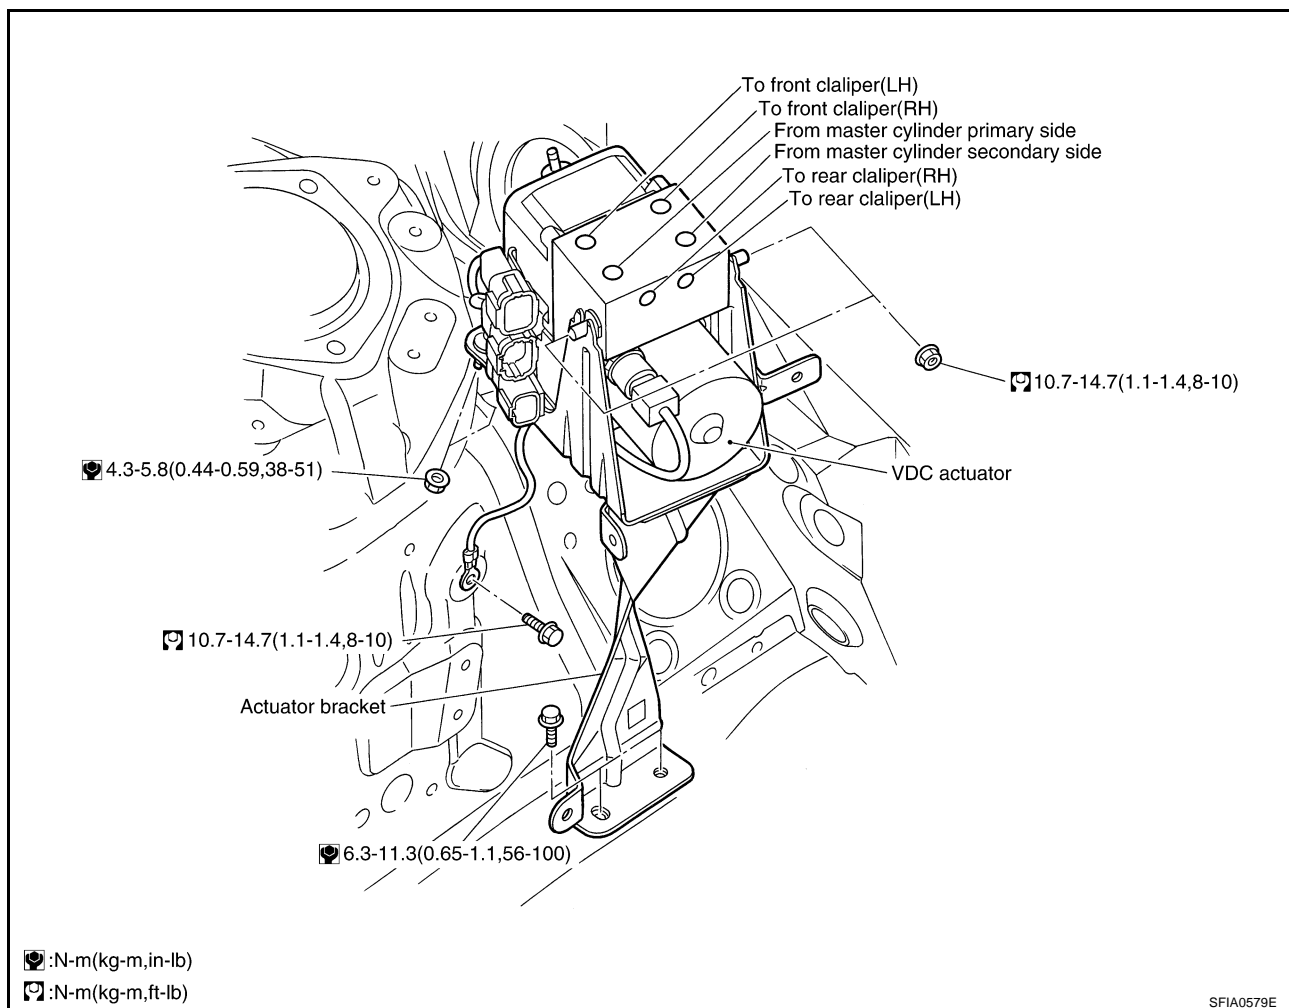 To front claliper(LH)
To front claliper(RH)
From master cylinder primary side
From master cylinder secondary side
To rear claliper(RH)
To rear claliper(LH)
10.7-14.7(1.1-1.4,8-10)
4.3-5.8(0.44-0.59,38-51)
VDC actuator
10.7-14.7(1.1-1.4,8-10)
Actuator bracket
6.3-11.3(0.65-1.1,56-100)
:N-m(kg-m,in-lb)
:N-m(kg-m,ft-lb)
SFIA0579E